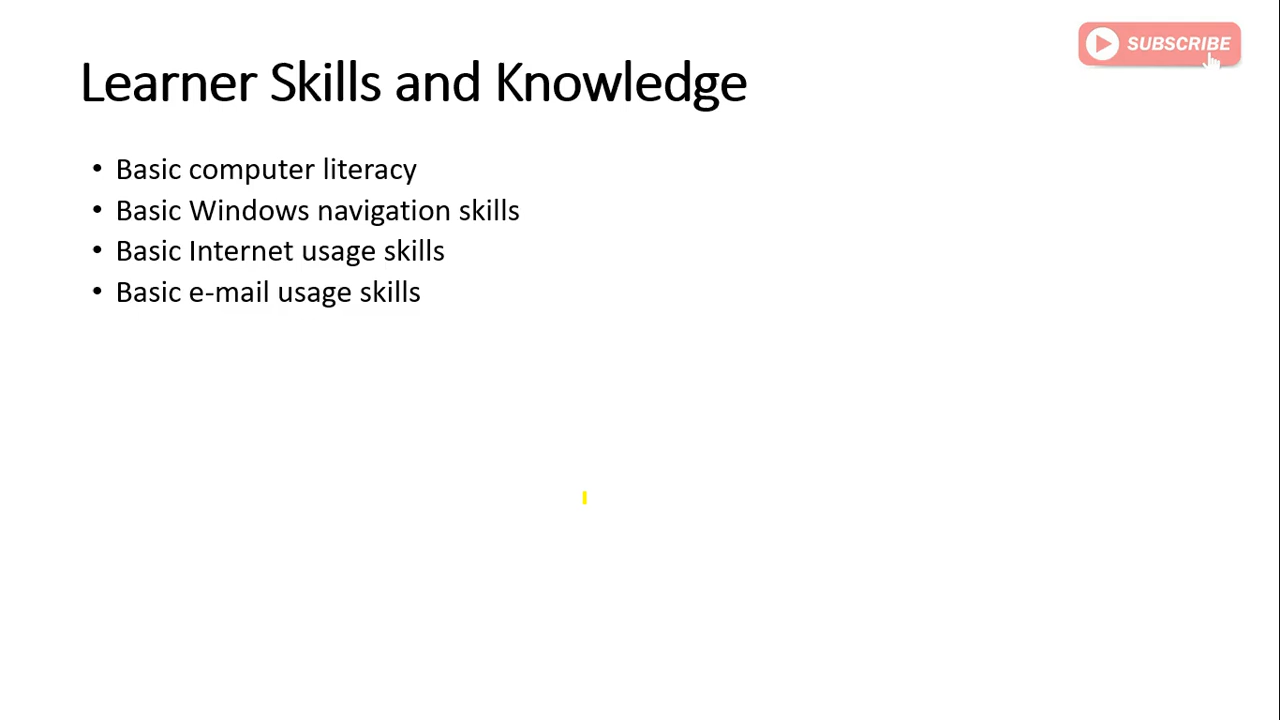 SUBSCRIBE
Learner Skills and Knowledge
• Basic computer literacy
• Basic Windows navigation skills
• Basic Internet usage skills
• Basic e-mail usage skills